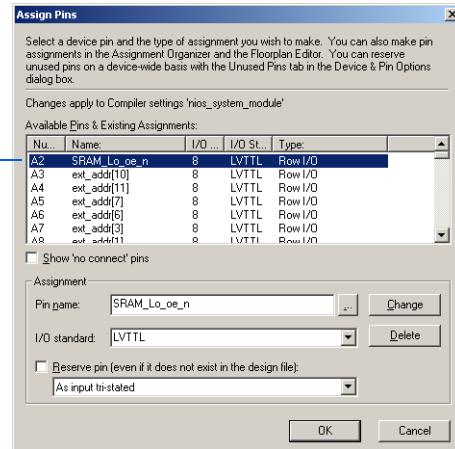 Assign Pins
Select a device pin and the type of assignment you wish to make. You can also make pin
assignments in the Assignment Organizer and the Floorplan Editor. You can reserve
unused pins on a device-wide basis with the Unused Pins tab in the Device & Pin Options
dialog box.
Changes apply to Compiler settings 'nios_system_module'
Available Pins & Existing Assignments:
Nu... Name: I/O ... I/O St... Type:
A2 SRAM_Lo_oe_n 8 LVTTL Row I/O
A3 ext_addr[10] 8 LVTTL Row I/O
A4 ext_addr[11] 8 LVTTL Row I/O
A5 ext_addr[7] 8 LVTTL Row I/O
A6 ext_addr[6] 8 LVTTL Row I/O
A7 ext_addr[3] 8 LVTTL Row I/O
A8 ext_addr[1] 8 LVTTL Row I/O
Show 'no connect' pins
Assignment
Pin name: SRAM_Lo_oe_n ... Change
I/O standard: LVTTL Delete
Reserve pin (even if it does not exist in the design file):
As input tri-stated
OK Cancel